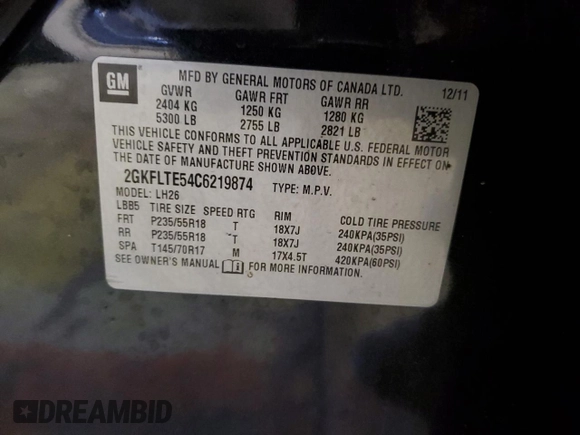 GM
MFD BY GENERAL MOTORS OF CANADA LTD.
GVWR GAWR FRT GAWR RR 12/11
2404 KG 1250 KG 1280 KG
5300 LB 2755 LB 2821 LB
THIS VEHICLE CONFORMS TO ALL APPLICABLE U.S. FEDERAL MOTOR
VEHICLE SAFETY AND THEFT PREVENTION STANDARDS IN EFFECT ON
THE DATE OF MANUFACTURE SHOWN ABOVE.
2GKFLTE54C6219874 TYPE: M.P.V.
MODEL: LH26
LBB5 TIRE SIZE SPEED RTG RIM COLD TIRE PRESSURE
FRT P235/55R18 T 18X7J 240KPA(35PSI)
RR P235/55R18 T 18X7J 240KPA(35PSI)
SPA T145/70R17 M 17X4.5T 420KPA(60PSI)
SEE OWNER'S MANUAL FOR MORE INFORMATION.
DREAMBID